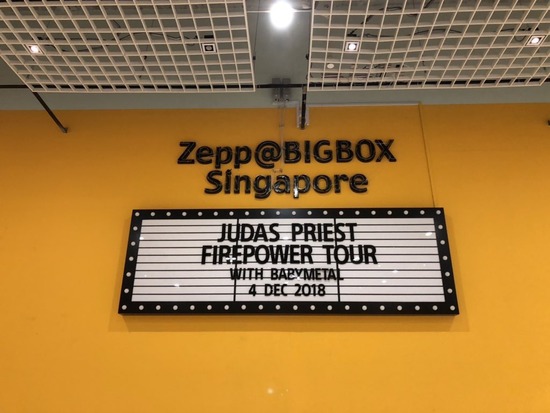 Zepp@BIGBOX
Singapore
JUDAS PRIEST
FIREPOWER TOUR
WITH BABYMETAL
4 DEC 2018